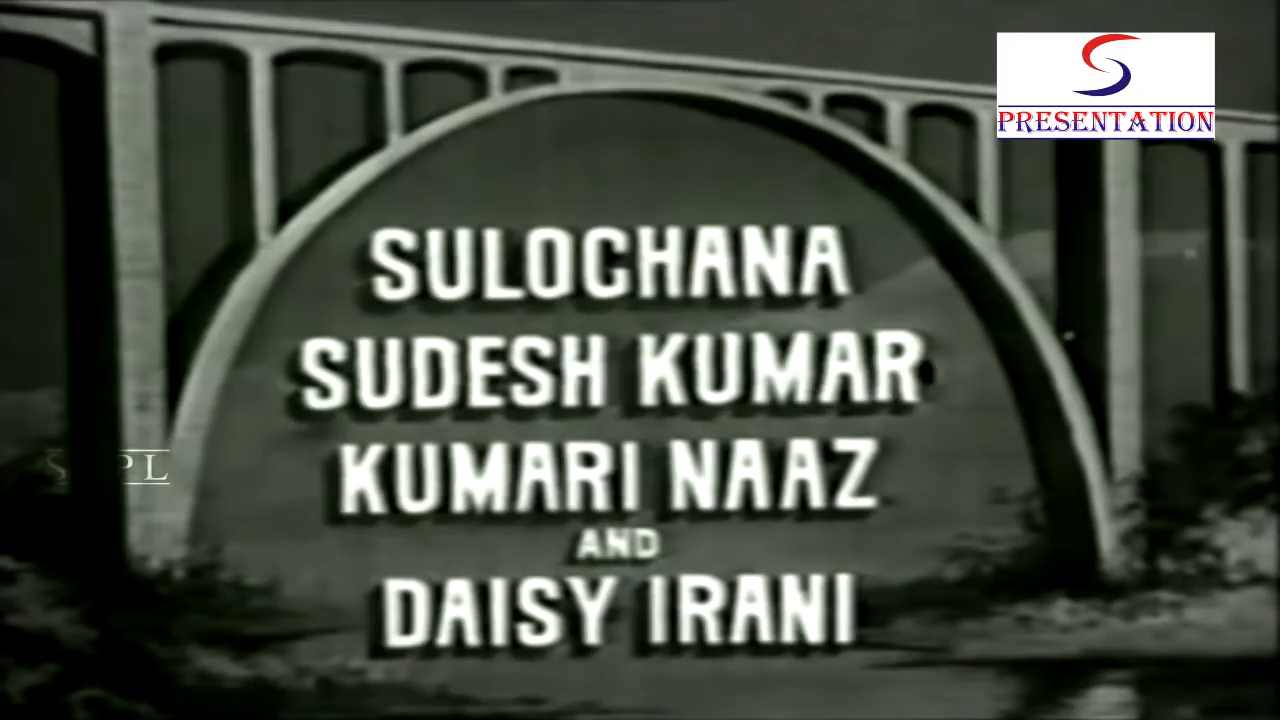 PRESENTATION
SULOCHANA
SUDESH KUMAR
KUMARI NAAZ
AND
DAISY IRANI